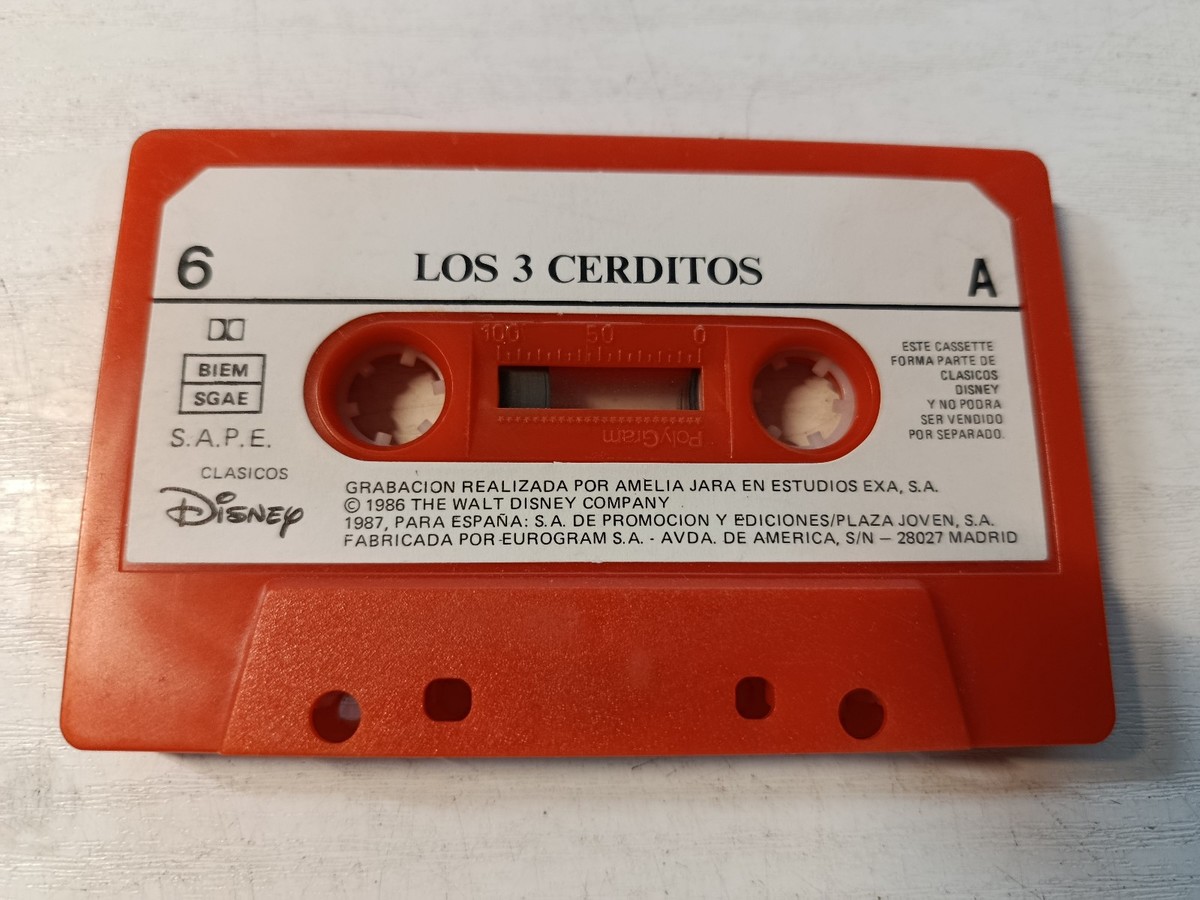 6 LOS 3 CERDITOS A
BIEM
SGAE
S.A.P.E.
CLASICOS
Disney
100 50 0
PolyGram
ESTE CASSETTE
FORMA PARTE DE
CLASICOS
DISNEY
Y NO PODRA
SER VENDIDO
POR SEPARADO.
GRABACION REALIZADA POR AMELIA JARA EN ESTUDIOS EXA, S.A.
© 1986 THE WALT DISNEY COMPANY
1987, PARA ESPAÑA: S.A. DE PROMOCION Y EDICIONES/PLAZA JOVEN, S.A.
FABRICADA POR EUROGRAM S.A. - AVDA. DE AMERICA, S/N — 28027 MADRID